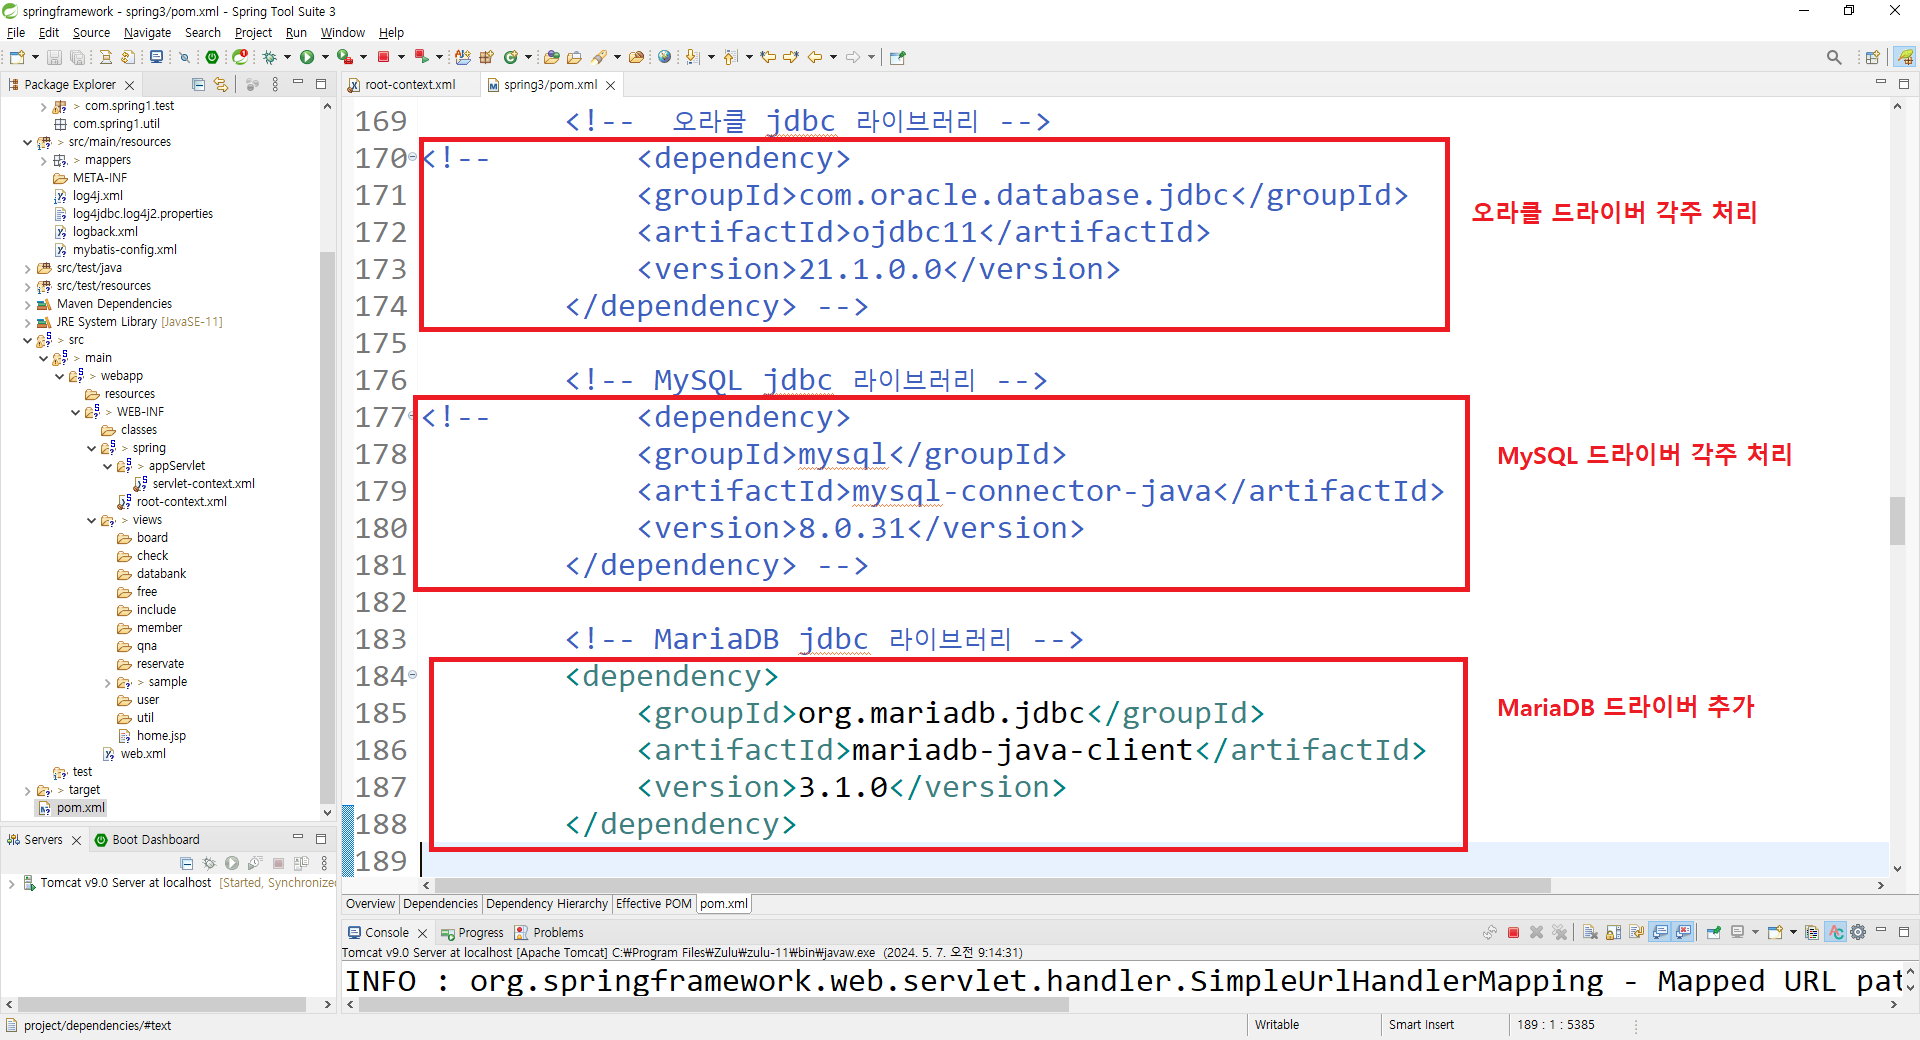 springframework - spring3/pom.xml - Spring Tool Suite 3
File Edit Source Navigate Search Project Run Window Help
Package Explorer
> com.spring1.test
com.spring1.util
> src/main/resources
> mappers
META-INF
log4j.xml
log4jdbc.log4j2.properties
logback.xml
mybatis-config.xml
src/test/java
src/test/resources
Maven Dependencies
JRE System Library [JavaSE-11]
> src
> main
> webapp
resources
> WEB-INF
classes
> spring
> appServlet
servlet-context.xml
root-context.xml
> views
board
check
databank
free
include
member
qna
reservate
> sample
user
util
home.jsp
web.xml
test
> target
pom.xml
Servers
Boot Dashboard
Tomcat v9.0 Server at localhost [Started, Synchronize
root-context.xml
spring3/pom.xml
169 <!-- 오라클 jdbc 라이브러리 -->
170 <!-- <dependency>
171 <groupId>com.oracle.database.jdbc</groupId>
172 <artifactId>ojdbc11</artifactId>
173 <version>21.1.0.0</version>
174 </dependency> -->
175
176 <!-- MySQL jdbc 라이브러리 -->
177 <!-- <dependency>
178 <groupId>mysql</groupId>
179 <artifactId>mysql-connector-java</artifactId>
180 <version>8.0.31</version>
181 </dependency> -->
182
183 <!-- MariaDB jdbc 라이브러리 -->
184 <dependency>
185 <groupId>org.mariadb.jdbc</groupId>
186 <artifactId>mariadb-java-client</artifactId>
187 <version>3.1.0</version>
188 </dependency>
189
오라클 드라이버 각주 처리
MySQL 드라이버 각주 처리
MariaDB 드라이버 추가
Overview Dependencies Dependency Hierarchy Effective POM pom.xml
Console Progress Problems
Tomcat v9.0 Server at localhost [Apache Tomcat] C:₩Program Files₩Zulu₩zulu-11₩bin₩javaw.exe (2024. 5. 7. 오전 9:14:31)
INFO : org.springframework.web.servlet.handler.SimpleUrlHandlerMapping - Mapped URL pat
project/dependencies/#text
Writable
Smart Insert
189 : 1 : 5385